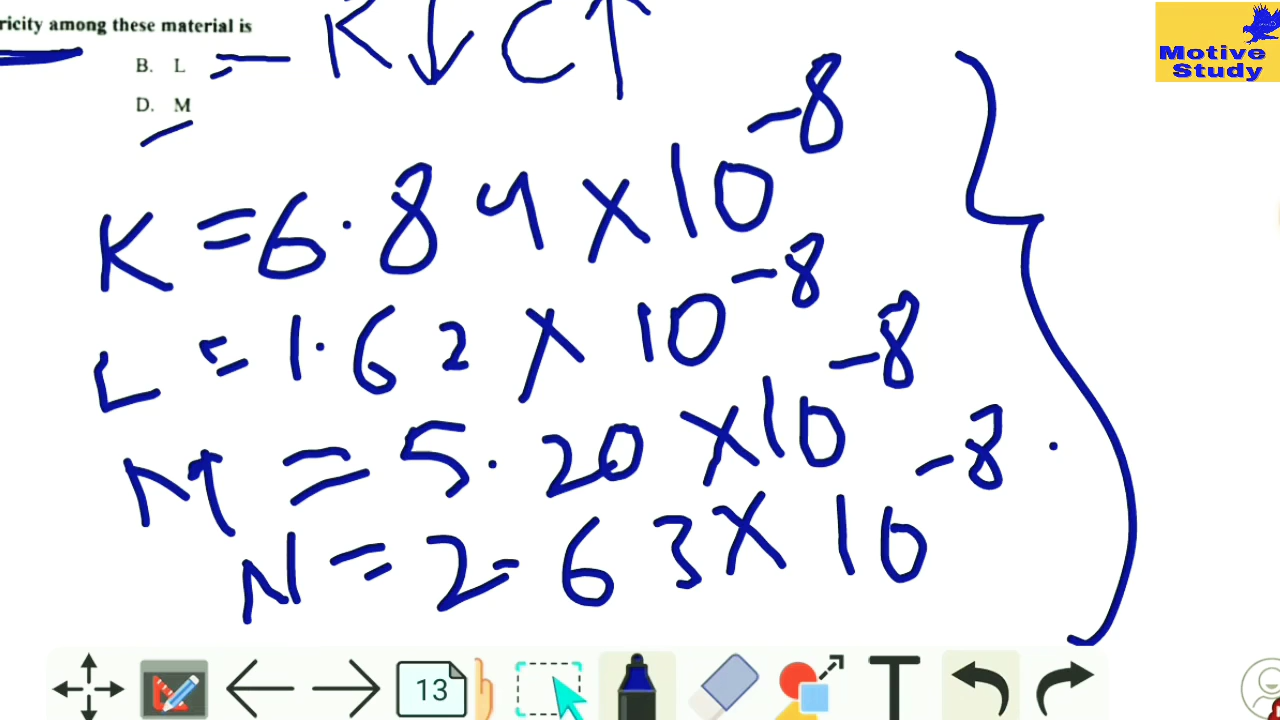 ricity among these material is
B. L = R↓ C↑
D. M
K = 6.84 × 10^-8
L = 1.62 × 10^-8
M = 5.20 × 10^-8
N = 2.63 × 10^-8
Motive
Study
13
T